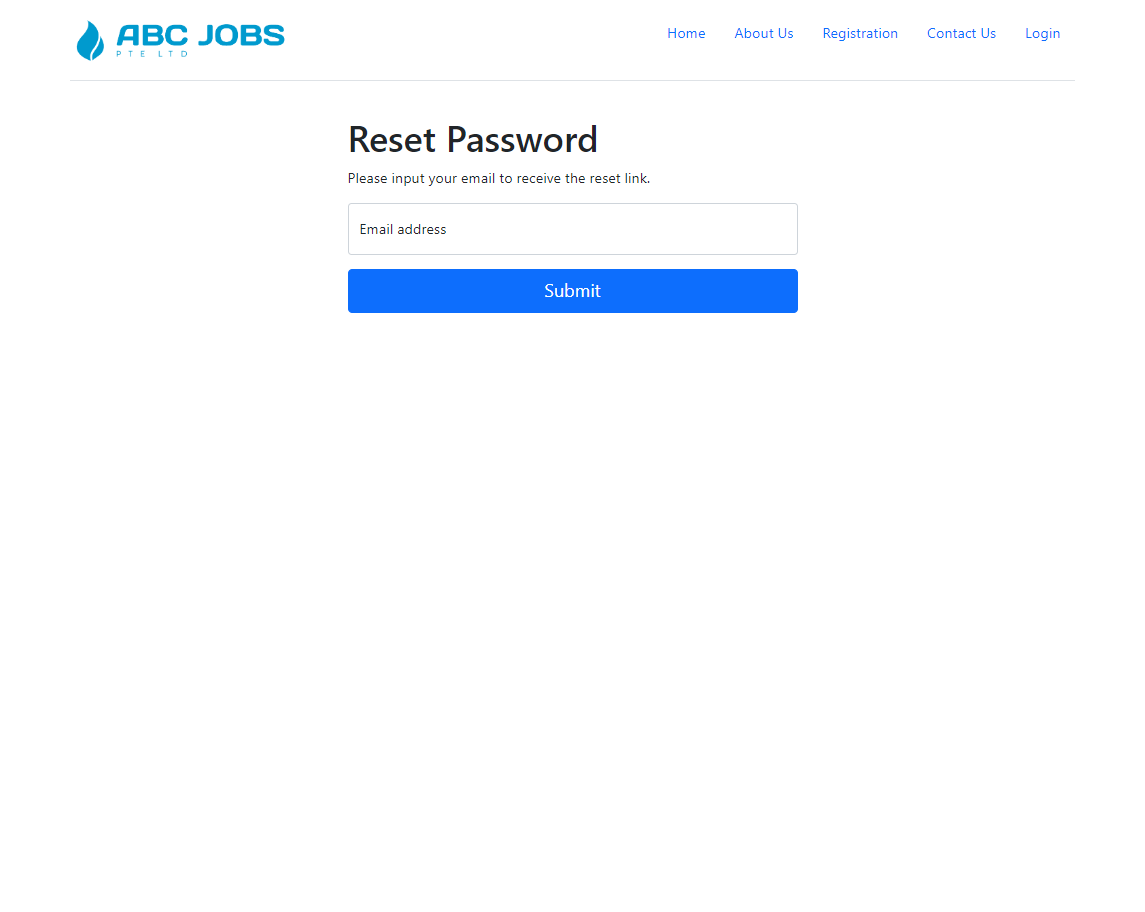 ABC JOBS
PTE LTD
Home About Us Registration Contact Us Login
Reset Password
Please input your email to receive the reset link.
Email address
Submit